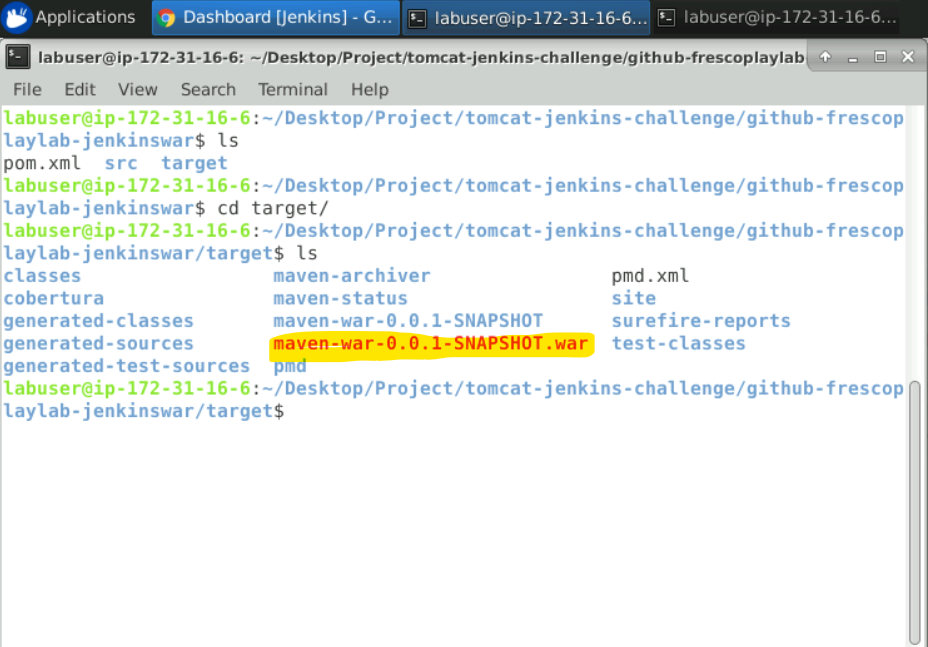 Applications
Dashboard [Jenkins] - G...
labuser@ip-172-31-16-6...
labuser@ip-172-31-16-6...
labuser@ip-172-31-16-6: ~/Desktop/Project/tomcat-jenkins-challenge/github-frescoplaylab
File Edit View Search Terminal Help
labuser@ip-172-31-16-6:~/Desktop/Project/tomcat-jenkins-challenge/github-frescop
laylab-jenkinswar$ ls
pom.xml src target
labuser@ip-172-31-16-6:~/Desktop/Project/tomcat-jenkins-challenge/github-frescop
laylab-jenkinswar$ cd target/
labuser@ip-172-31-16-6:~/Desktop/Project/tomcat-jenkins-challenge/github-frescop
laylab-jenkinswar/target$ ls
classes maven-archiver pmd.xml
cobertura maven-status site
generated-classes maven-war-0.0.1-SNAPSHOT surefire-reports
generated-sources maven-war-0.0.1-SNAPSHOT.war test-classes
generated-test-sources pmd
labuser@ip-172-31-16-6:~/Desktop/Project/tomcat-jenkins-challenge/github-frescop
laylab-jenkinswar/target$